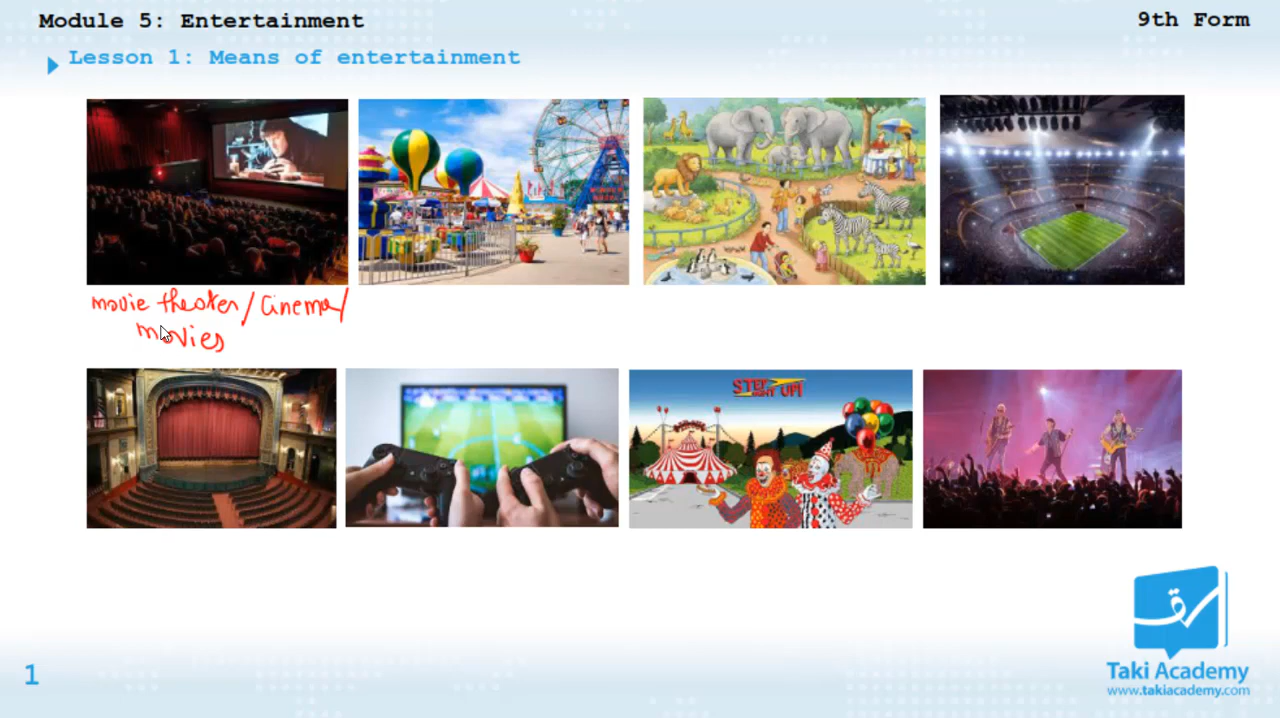 Module 5: Entertainment
9th Form
Lesson 1: Means of entertainment
movie theater/Cinema/
movies
STEP
RIGHT UP!
1
Taki Academy
www.takiacademy.com